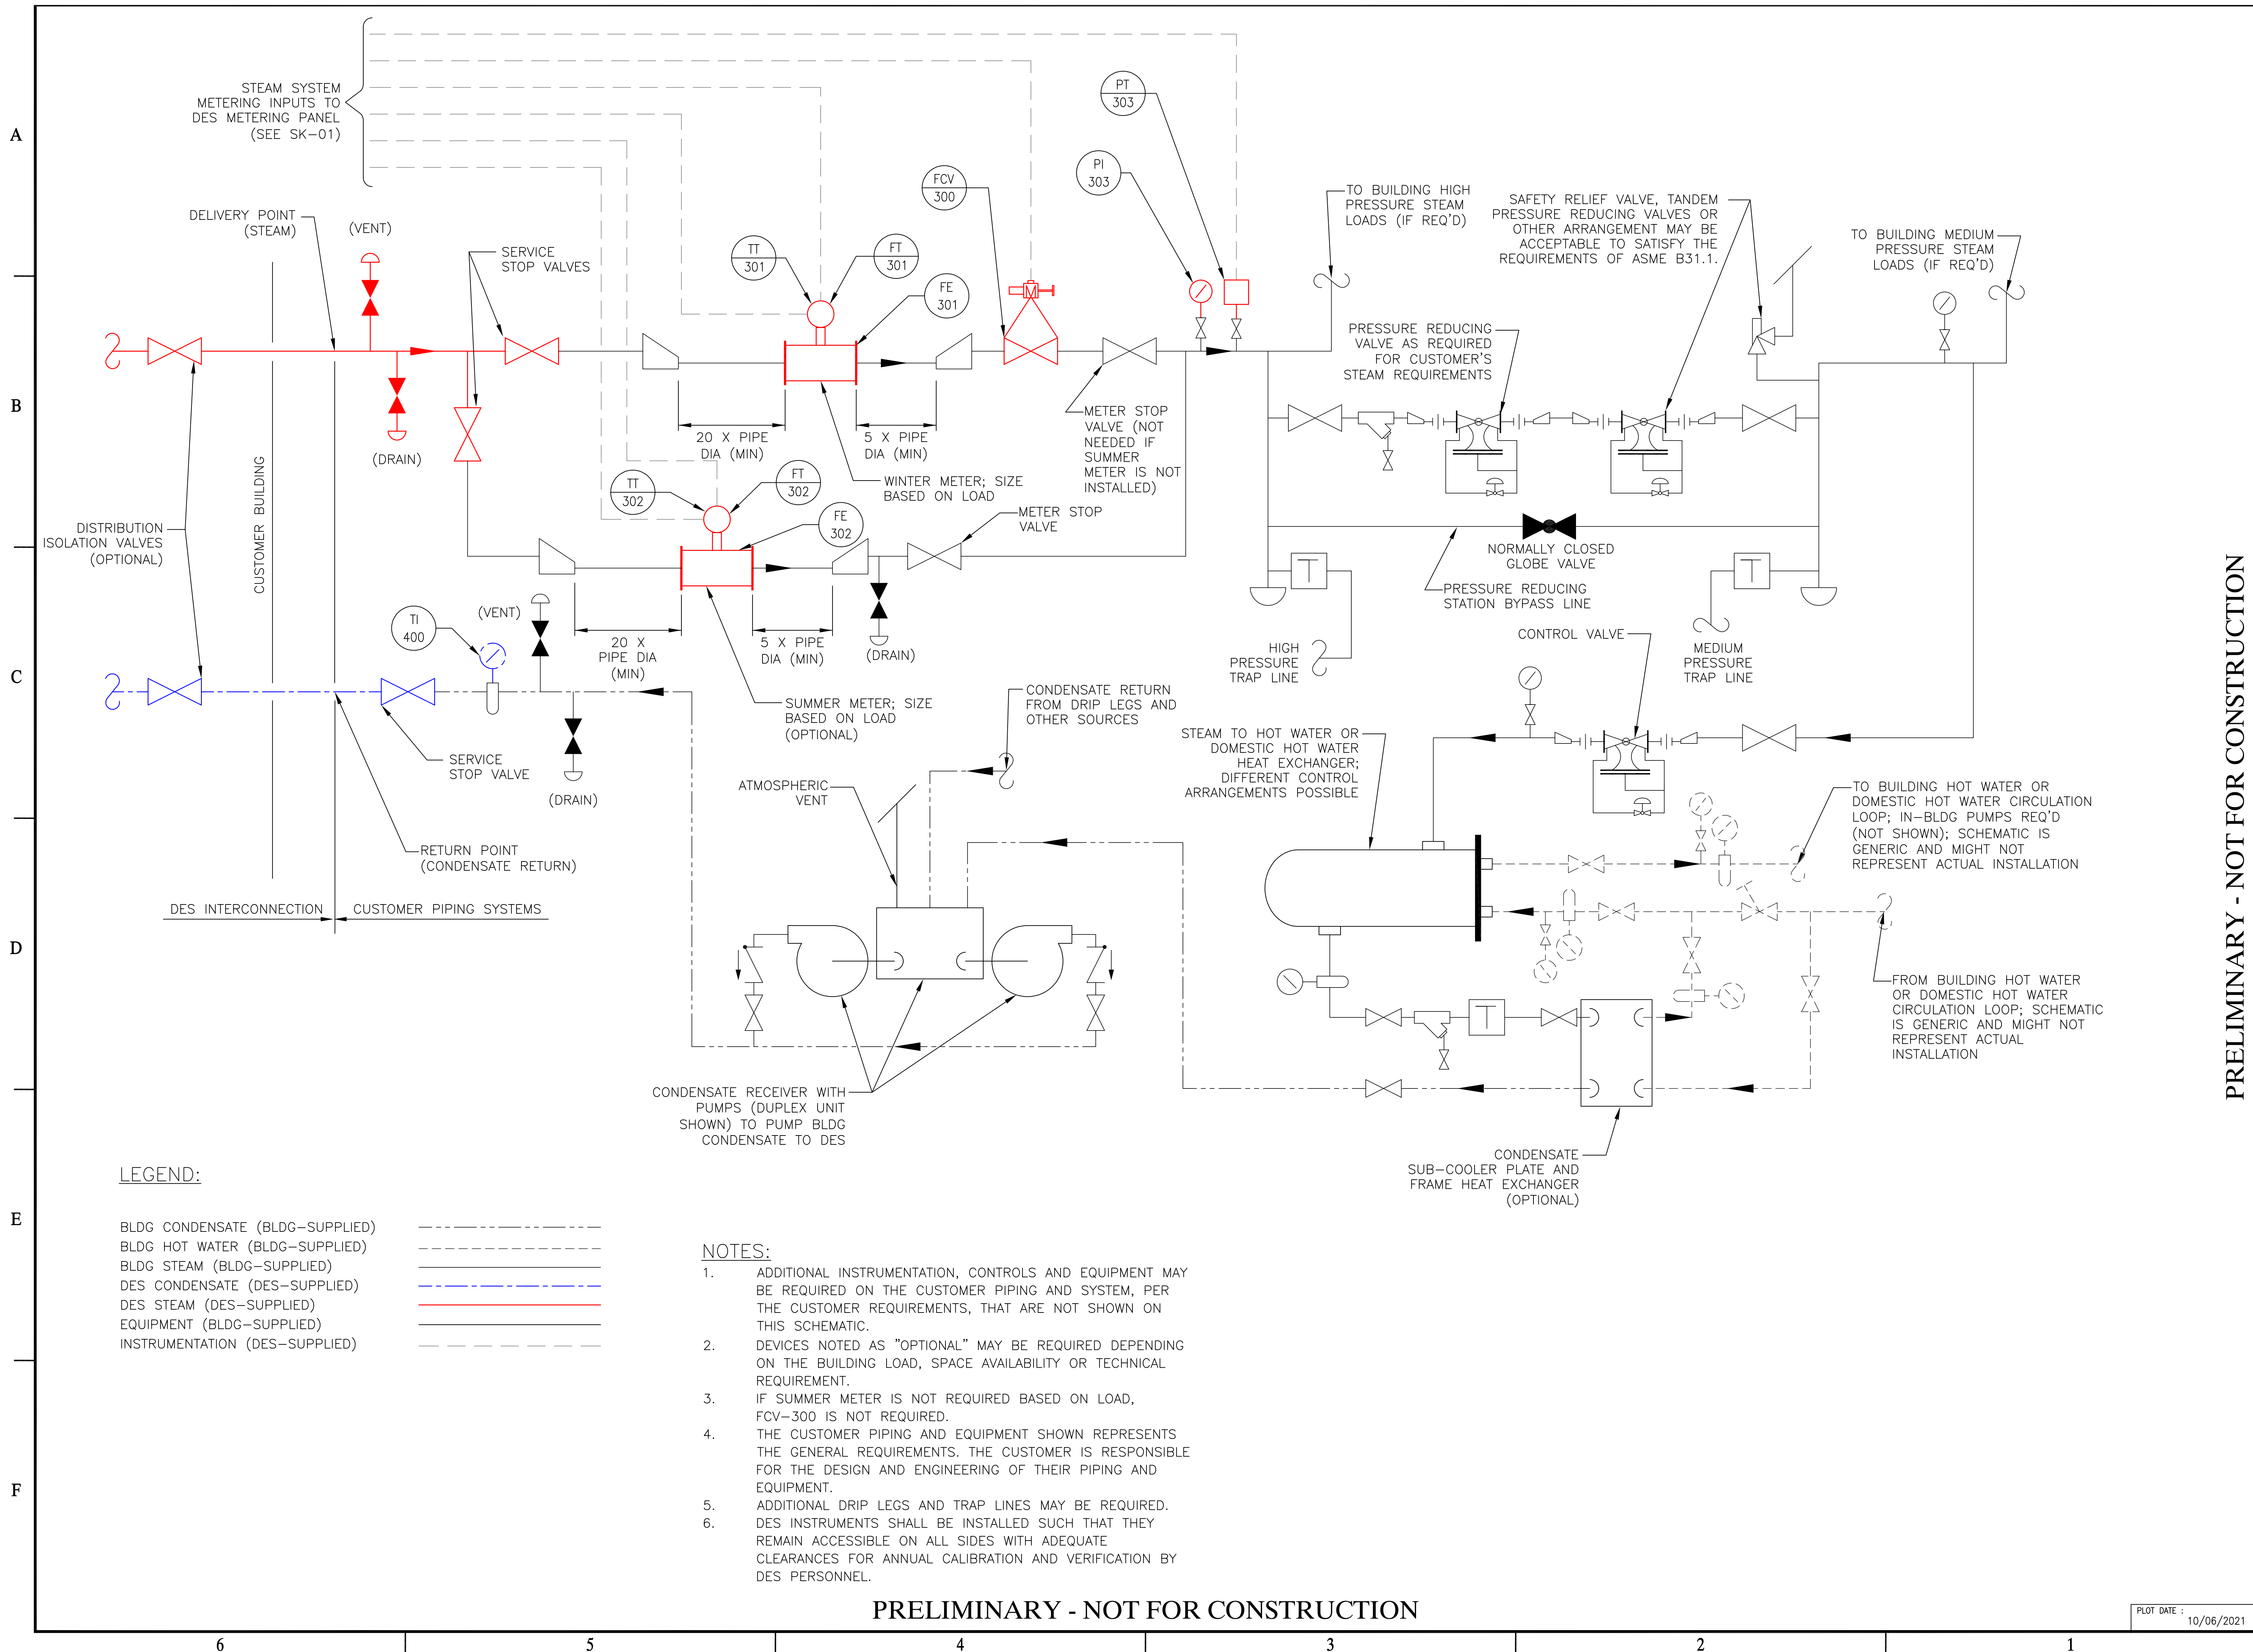 A
B
C
D
E
F
STEAM SYSTEM
METERING INPUTS TO
DES METERING PANEL
(SEE SK-01)
DELIVERY POINT
(STEAM)
(VENT)
SERVICE
STOP VALVES
TT
301
FT
301
FE
301
FCV
300
PT
303
PI
303
TO BUILDING HIGH
PRESSURE STEAM
LOADS (IF REQ'D)
SAFETY RELIEF VALVE, TANDEM
PRESSURE REDUCING VALVES OR
OTHER ARRANGEMENT MAY BE
ACCEPTABLE TO SATISFY THE
REQUIREMENTS OF ASME B31.1.
TO BUILDING MEDIUM
PRESSURE STEAM
LOADS (IF REQ'D)
M
PRESSURE REDUCING
VALVE AS REQUIRED
FOR CUSTOMER'S
STEAM REQUIREMENTS
(DRAIN)
20 X PIPE
DIA (MIN)
5 X PIPE
DIA (MIN)
WINTER METER; SIZE
BASED ON LOAD
METER STOP
VALVE (NOT
NEEDED IF
SUMMER
METER IS NOT
INSTALLED)
CUSTOMER BUILDING
DISTRIBUTION
ISOLATION VALVES
(OPTIONAL)
TT
302
FT
302
FE
302
METER STOP
VALVE
NORMALLY CLOSED
GLOBE VALVE
PRESSURE REDUCING
STATION BYPASS LINE
T
T
TI
400
(VENT)
20 X
PIPE DIA
(MIN)
5 X PIPE
DIA (MIN)
(DRAIN)
HIGH
PRESSURE
TRAP LINE
CONTROL VALVE
MEDIUM
PRESSURE
TRAP LINE
SUMMER METER; SIZE
BASED ON LOAD
(OPTIONAL)
CONDENSATE RETURN
FROM DRIP LEGS AND
OTHER SOURCES
SERVICE
STOP VALVE
(DRAIN)
ATMOSPHERIC
VENT
STEAM TO HOT WATER OR
DOMESTIC HOT WATER
HEAT EXCHANGER;
DIFFERENT CONTROL
ARRANGEMENTS POSSIBLE
TO BUILDING HOT WATER OR
DOMESTIC HOT WATER CIRCULATION
LOOP; IN-BLDG PUMPS REQ'D
(NOT SHOWN); SCHEMATIC IS
GENERIC AND MIGHT NOT
REPRESENT ACTUAL INSTALLATION
RETURN POINT
(CONDENSATE RETURN)
DES INTERCONNECTION
CUSTOMER PIPING SYSTEMS
T
FROM BUILDING HOT WATER
OR DOMESTIC HOT WATER
CIRCULATION LOOP; SCHEMATIC
IS GENERIC AND MIGHT NOT
REPRESENT ACTUAL
INSTALLATION
CONDENSATE RECEIVER WITH
PUMPS (DUPLEX UNIT
SHOWN) TO PUMP BLDG
CONDENSATE TO DES
CONDENSATE
SUB-COOLER PLATE AND
FRAME HEAT EXCHANGER
(OPTIONAL)
LEGEND:
BLDG CONDENSATE (BLDG-SUPPLIED)
BLDG HOT WATER (BLDG-SUPPLIED)
BLDG STEAM (BLDG-SUPPLIED)
DES CONDENSATE (DES-SUPPLIED)
DES STEAM (DES-SUPPLIED)
EQUIPMENT (BLDG-SUPPLIED)
INSTRUMENTATION (DES-SUPPLIED)
NOTES:
1. ADDITIONAL INSTRUMENTATION, CONTROLS AND EQUIPMENT MAY
BE REQUIRED ON THE CUSTOMER PIPING AND SYSTEM, PER
THE CUSTOMER REQUIREMENTS, THAT ARE NOT SHOWN ON
THIS SCHEMATIC.
2. DEVICES NOTED AS "OPTIONAL" MAY BE REQUIRED DEPENDING
ON THE BUILDING LOAD, SPACE AVAILABILITY OR TECHNICAL
REQUIREMENT.
3. IF SUMMER METER IS NOT REQUIRED BASED ON LOAD,
FCV-300 IS NOT REQUIRED.
4. THE CUSTOMER PIPING AND EQUIPMENT SHOWN REPRESENTS
THE GENERAL REQUIREMENTS. THE CUSTOMER IS RESPONSIBLE
FOR THE DESIGN AND ENGINEERING OF THEIR PIPING AND
EQUIPMENT.
5. ADDITIONAL DRIP LEGS AND TRAP LINES MAY BE REQUIRED.
6. DES INSTRUMENTS SHALL BE INSTALLED SUCH THAT THEY
REMAIN ACCESSIBLE ON ALL SIDES WITH ADEQUATE
CLEARANCES FOR ANNUAL CALIBRATION AND VERIFICATION BY
DES PERSONNEL.
PRELIMINARY - NOT FOR CONSTRUCTION
PRELIMINARY - NOT FOR CONSTRUCTION
PLOT DATE :
10/06/2021
6 5 4 3 2 1